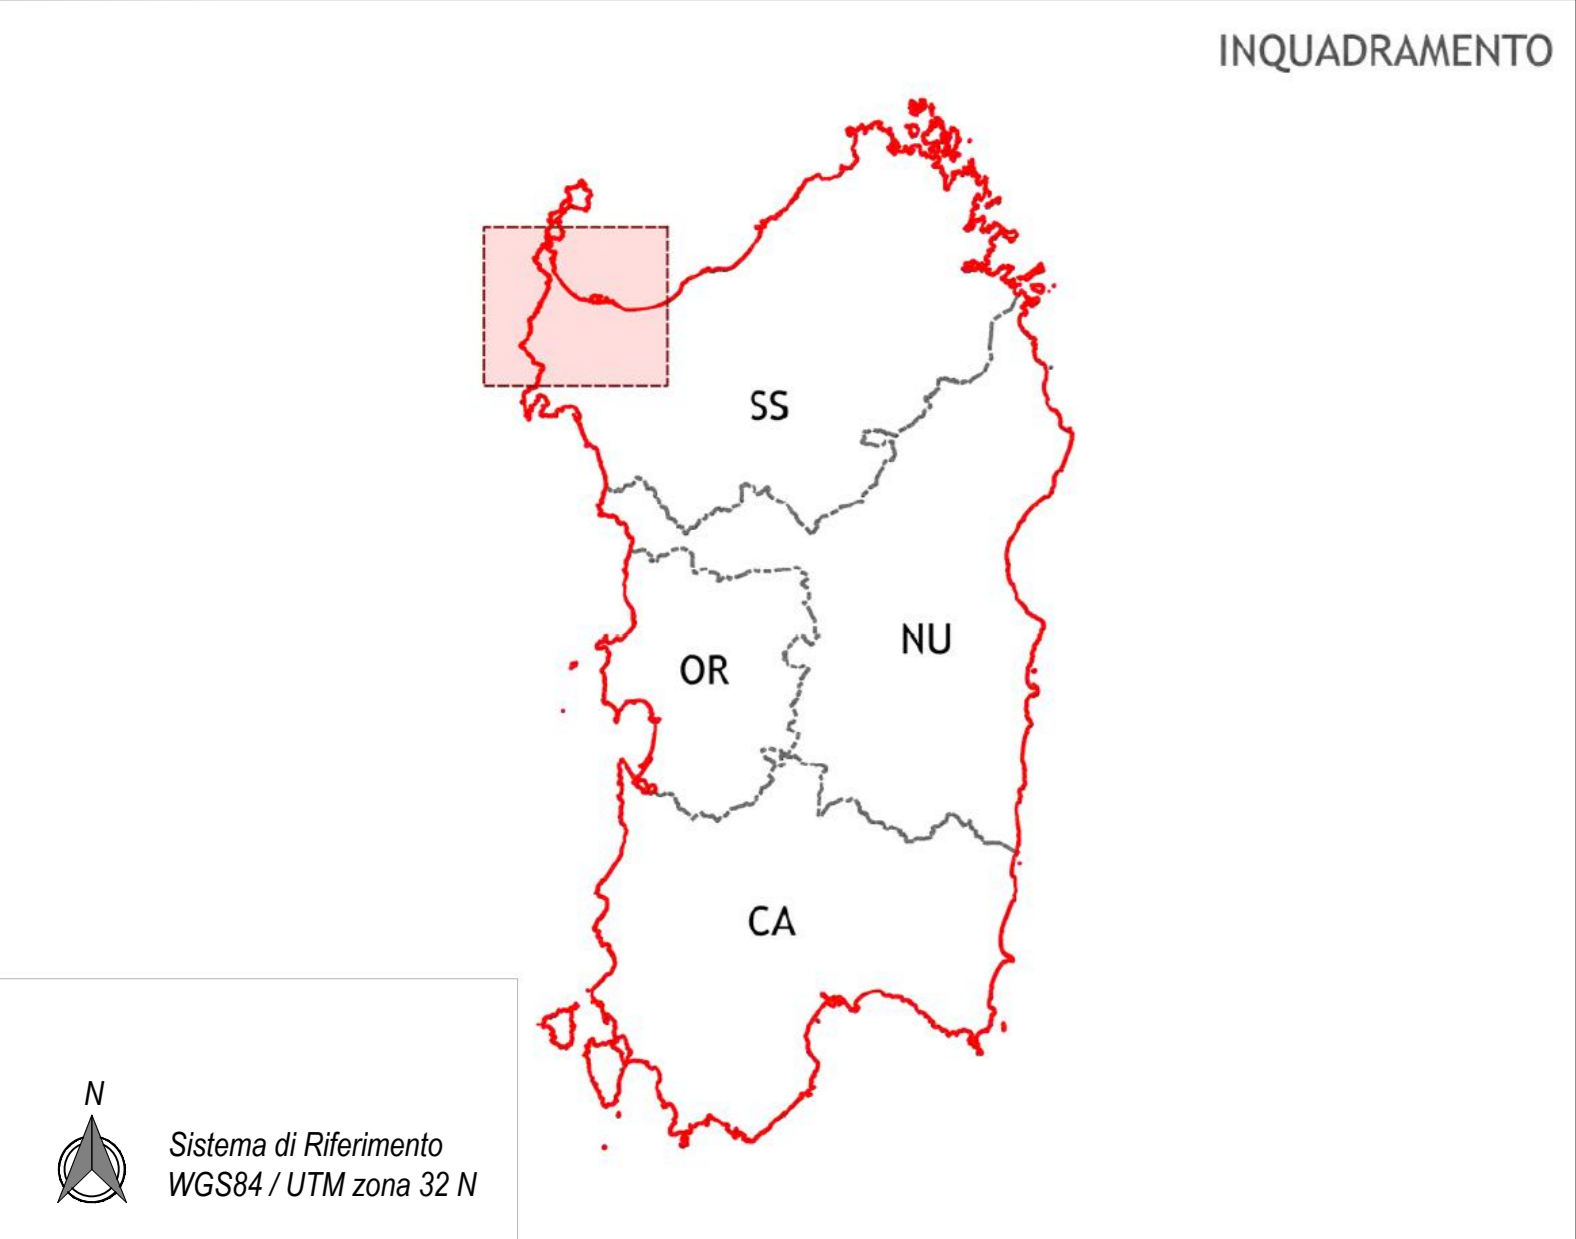 INQUADRAMENTO
SS
NU
OR
CA
N
Sistema di Riferimento
WGS84 / UTM zona 32 N